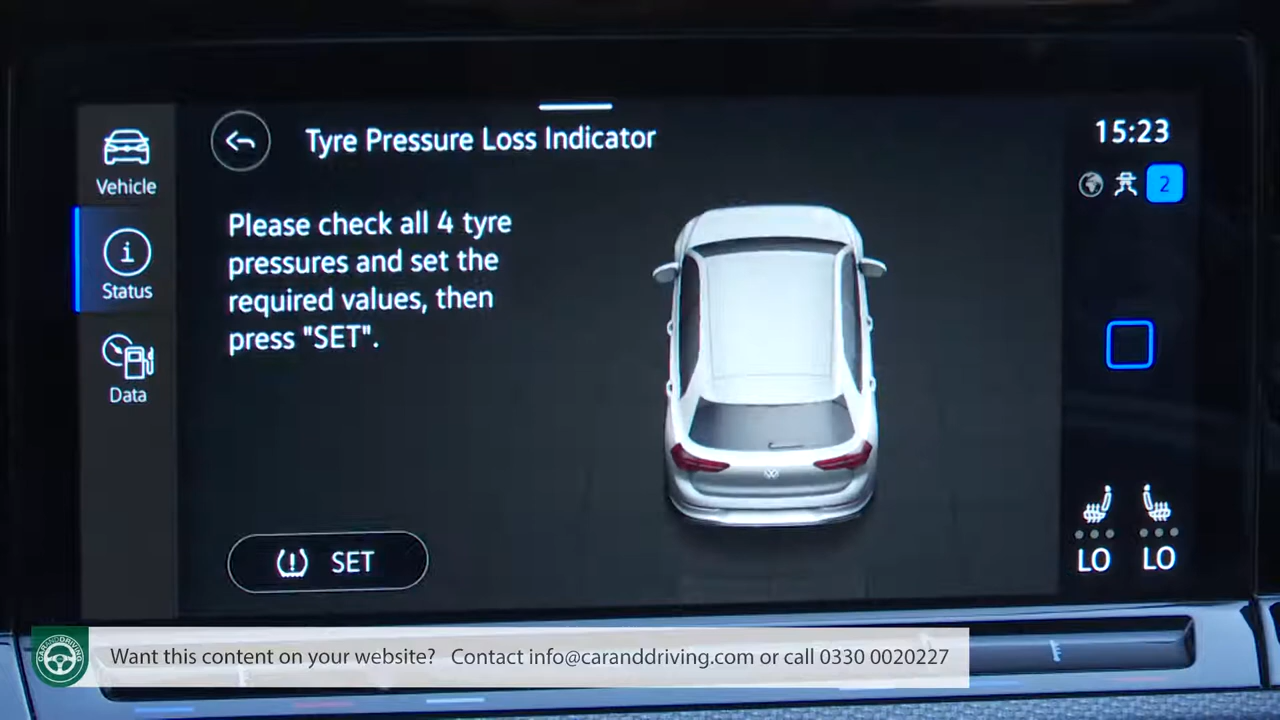 Vehicle
Status
Data
Tyre Pressure Loss Indicator
Please check all 4 tyre
pressures and set the
required values, then
press "SET".
SET
15:23
2
LO
LO
CARANDDRIVING
Want this content on your website? Contact info@caranddriving.com or call 0330 0020227